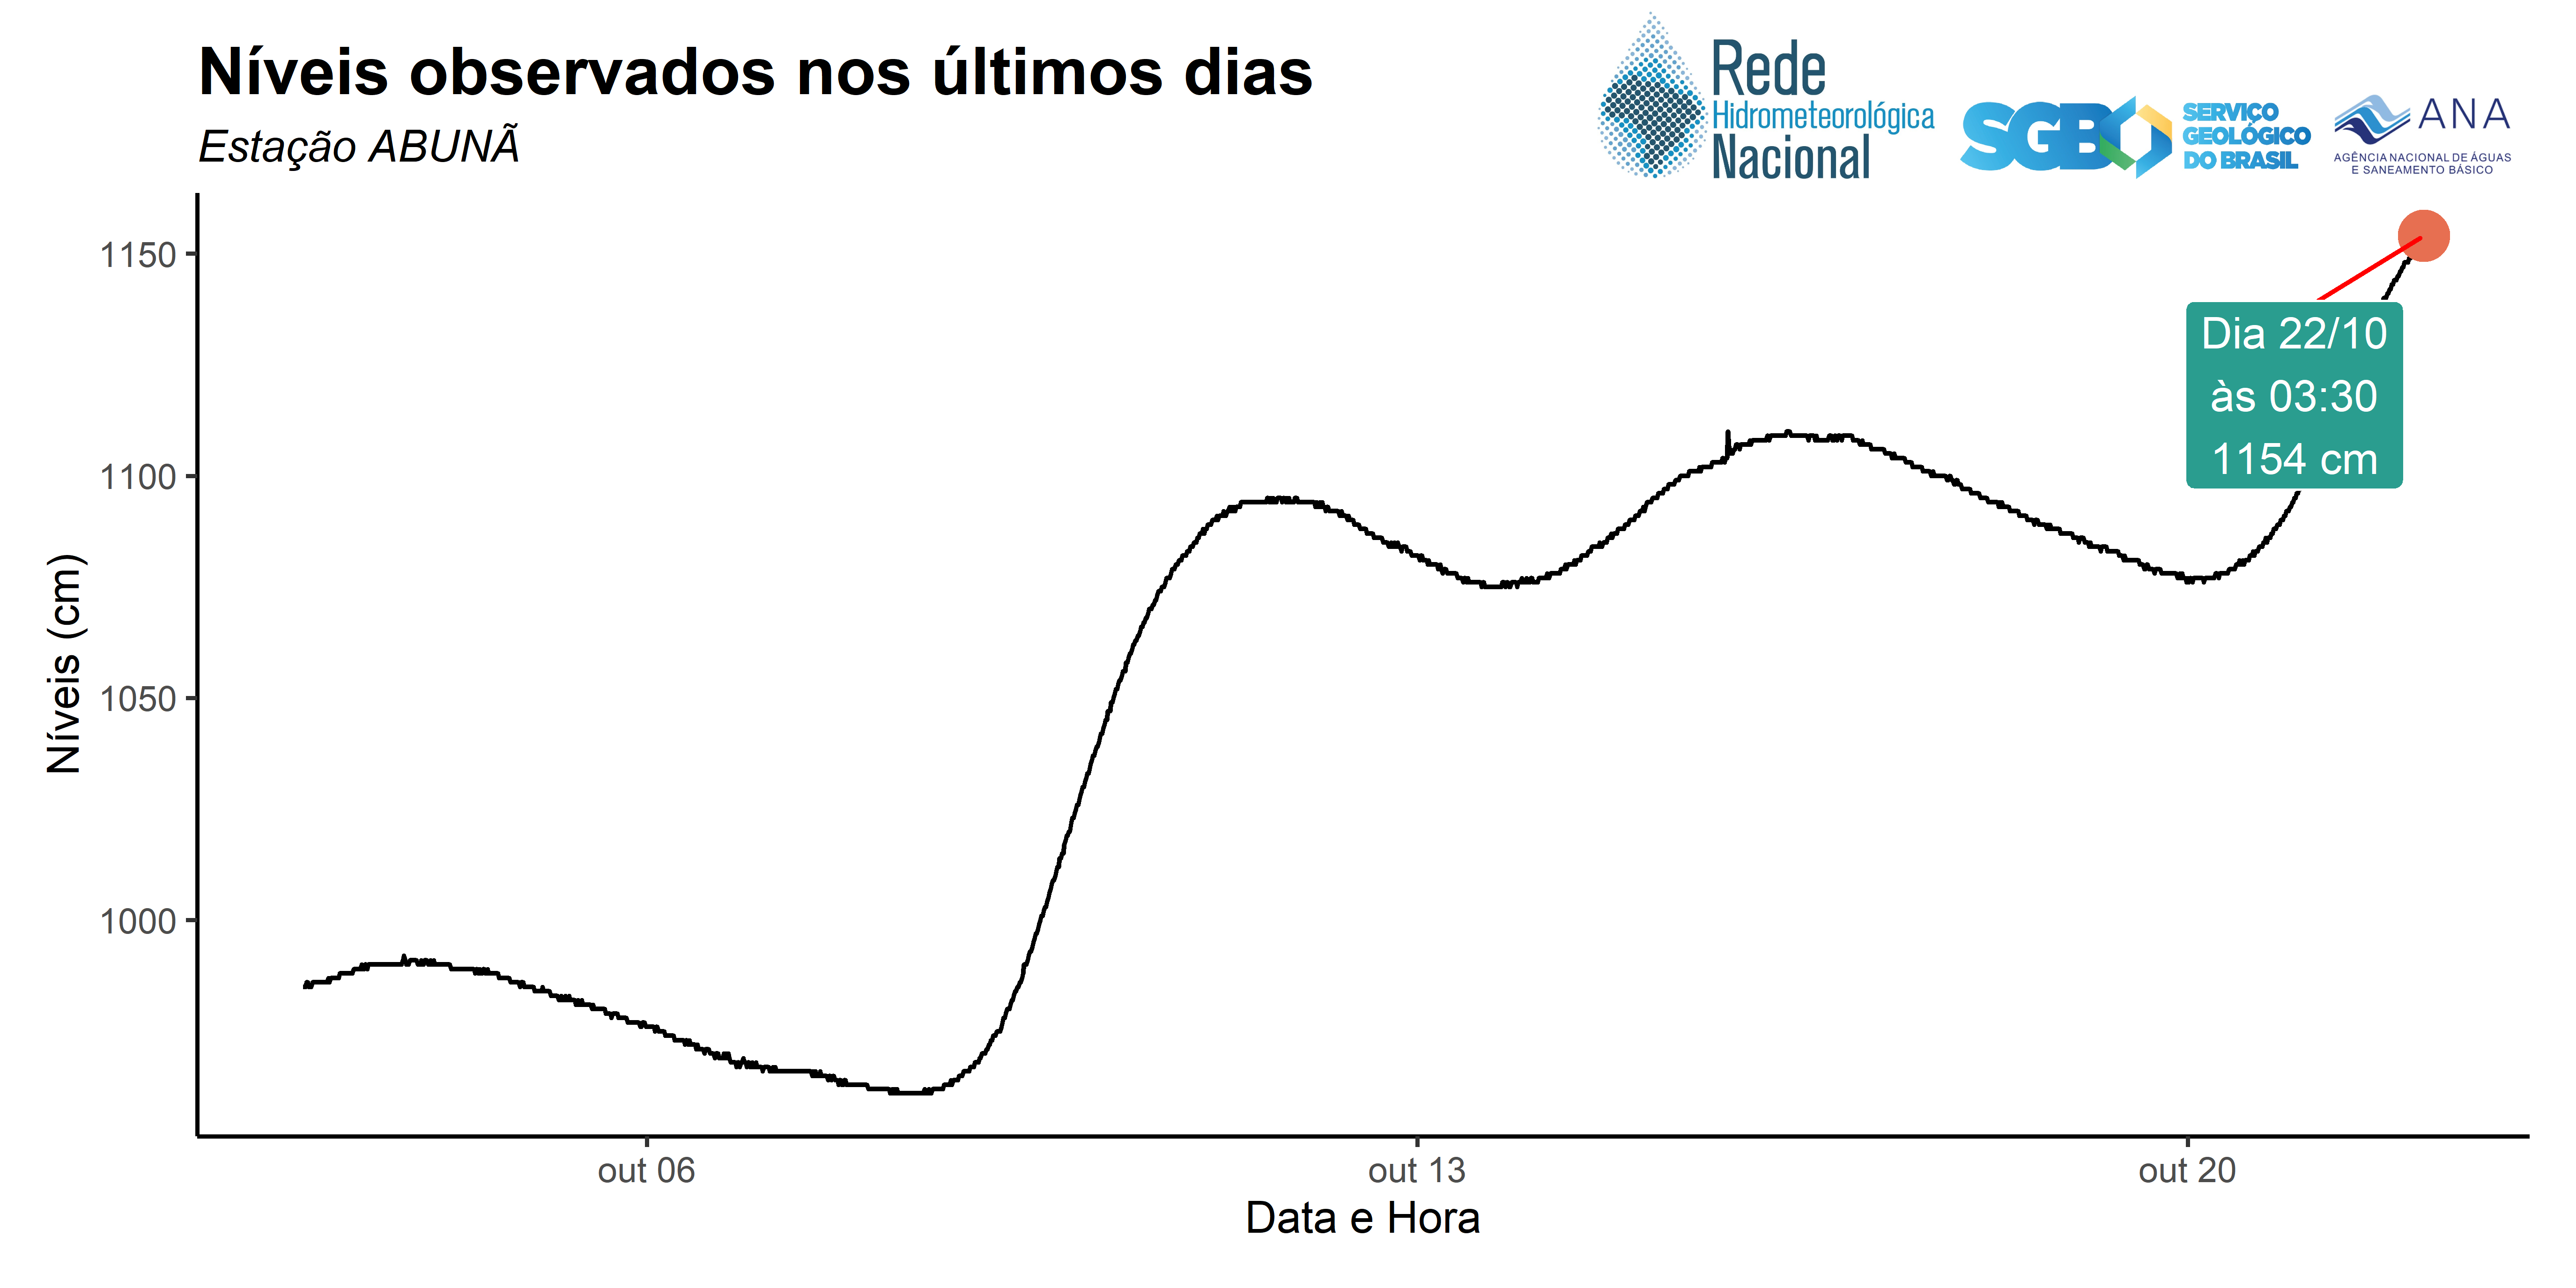 Níveis observados nos últimos dias
Estação ABUNÃ
Rede
Hidrometeorológica
Nacional
SGB
SERVIÇO
GEOLÓGICO
DO BRASIL
ANA
AGÊNCIA NACIONAL DE ÁGUAS
E SANEAMENTO BÁSICO
Níveis (cm)
1150
1100
1050
1000
Dia 22/10
às 03:30
1154 cm
out 06
out 13
out 20
Data e Hora